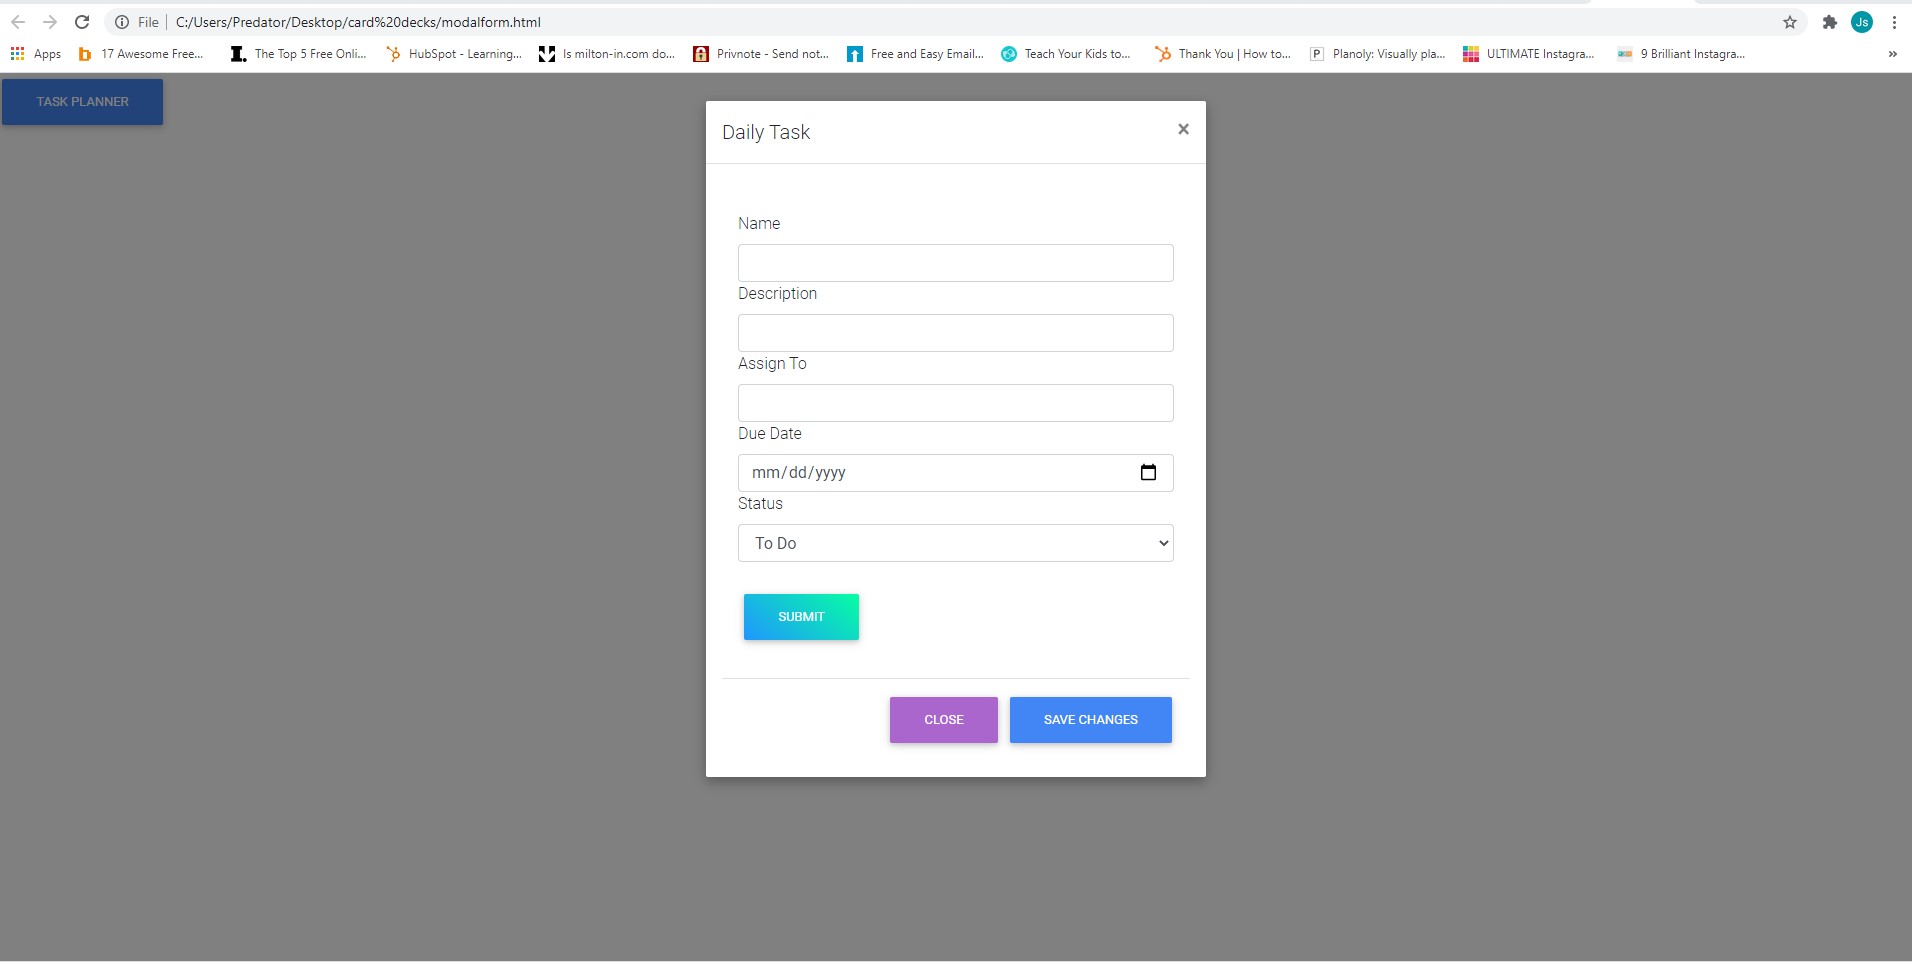 File C:/Users/Predator/Desktop/card%20decks/modalform.html Js
Apps 17 Awesome Free... The Top 5 Free Onli... HubSpot - Learning... Is milton-in.com do... Privnote - Send not... Free and Easy Email... Teach Your Kids to... Thank You | How to... P Planoly: Visually pla... ULTIMATE Instagra... 9 Brilliant Instagra... »
TASK PLANNER
Daily Task ×
Name
Description
Assign To
Due Date
mm/dd/yyyy
Status
To Do
SUBMIT
CLOSE SAVE CHANGES